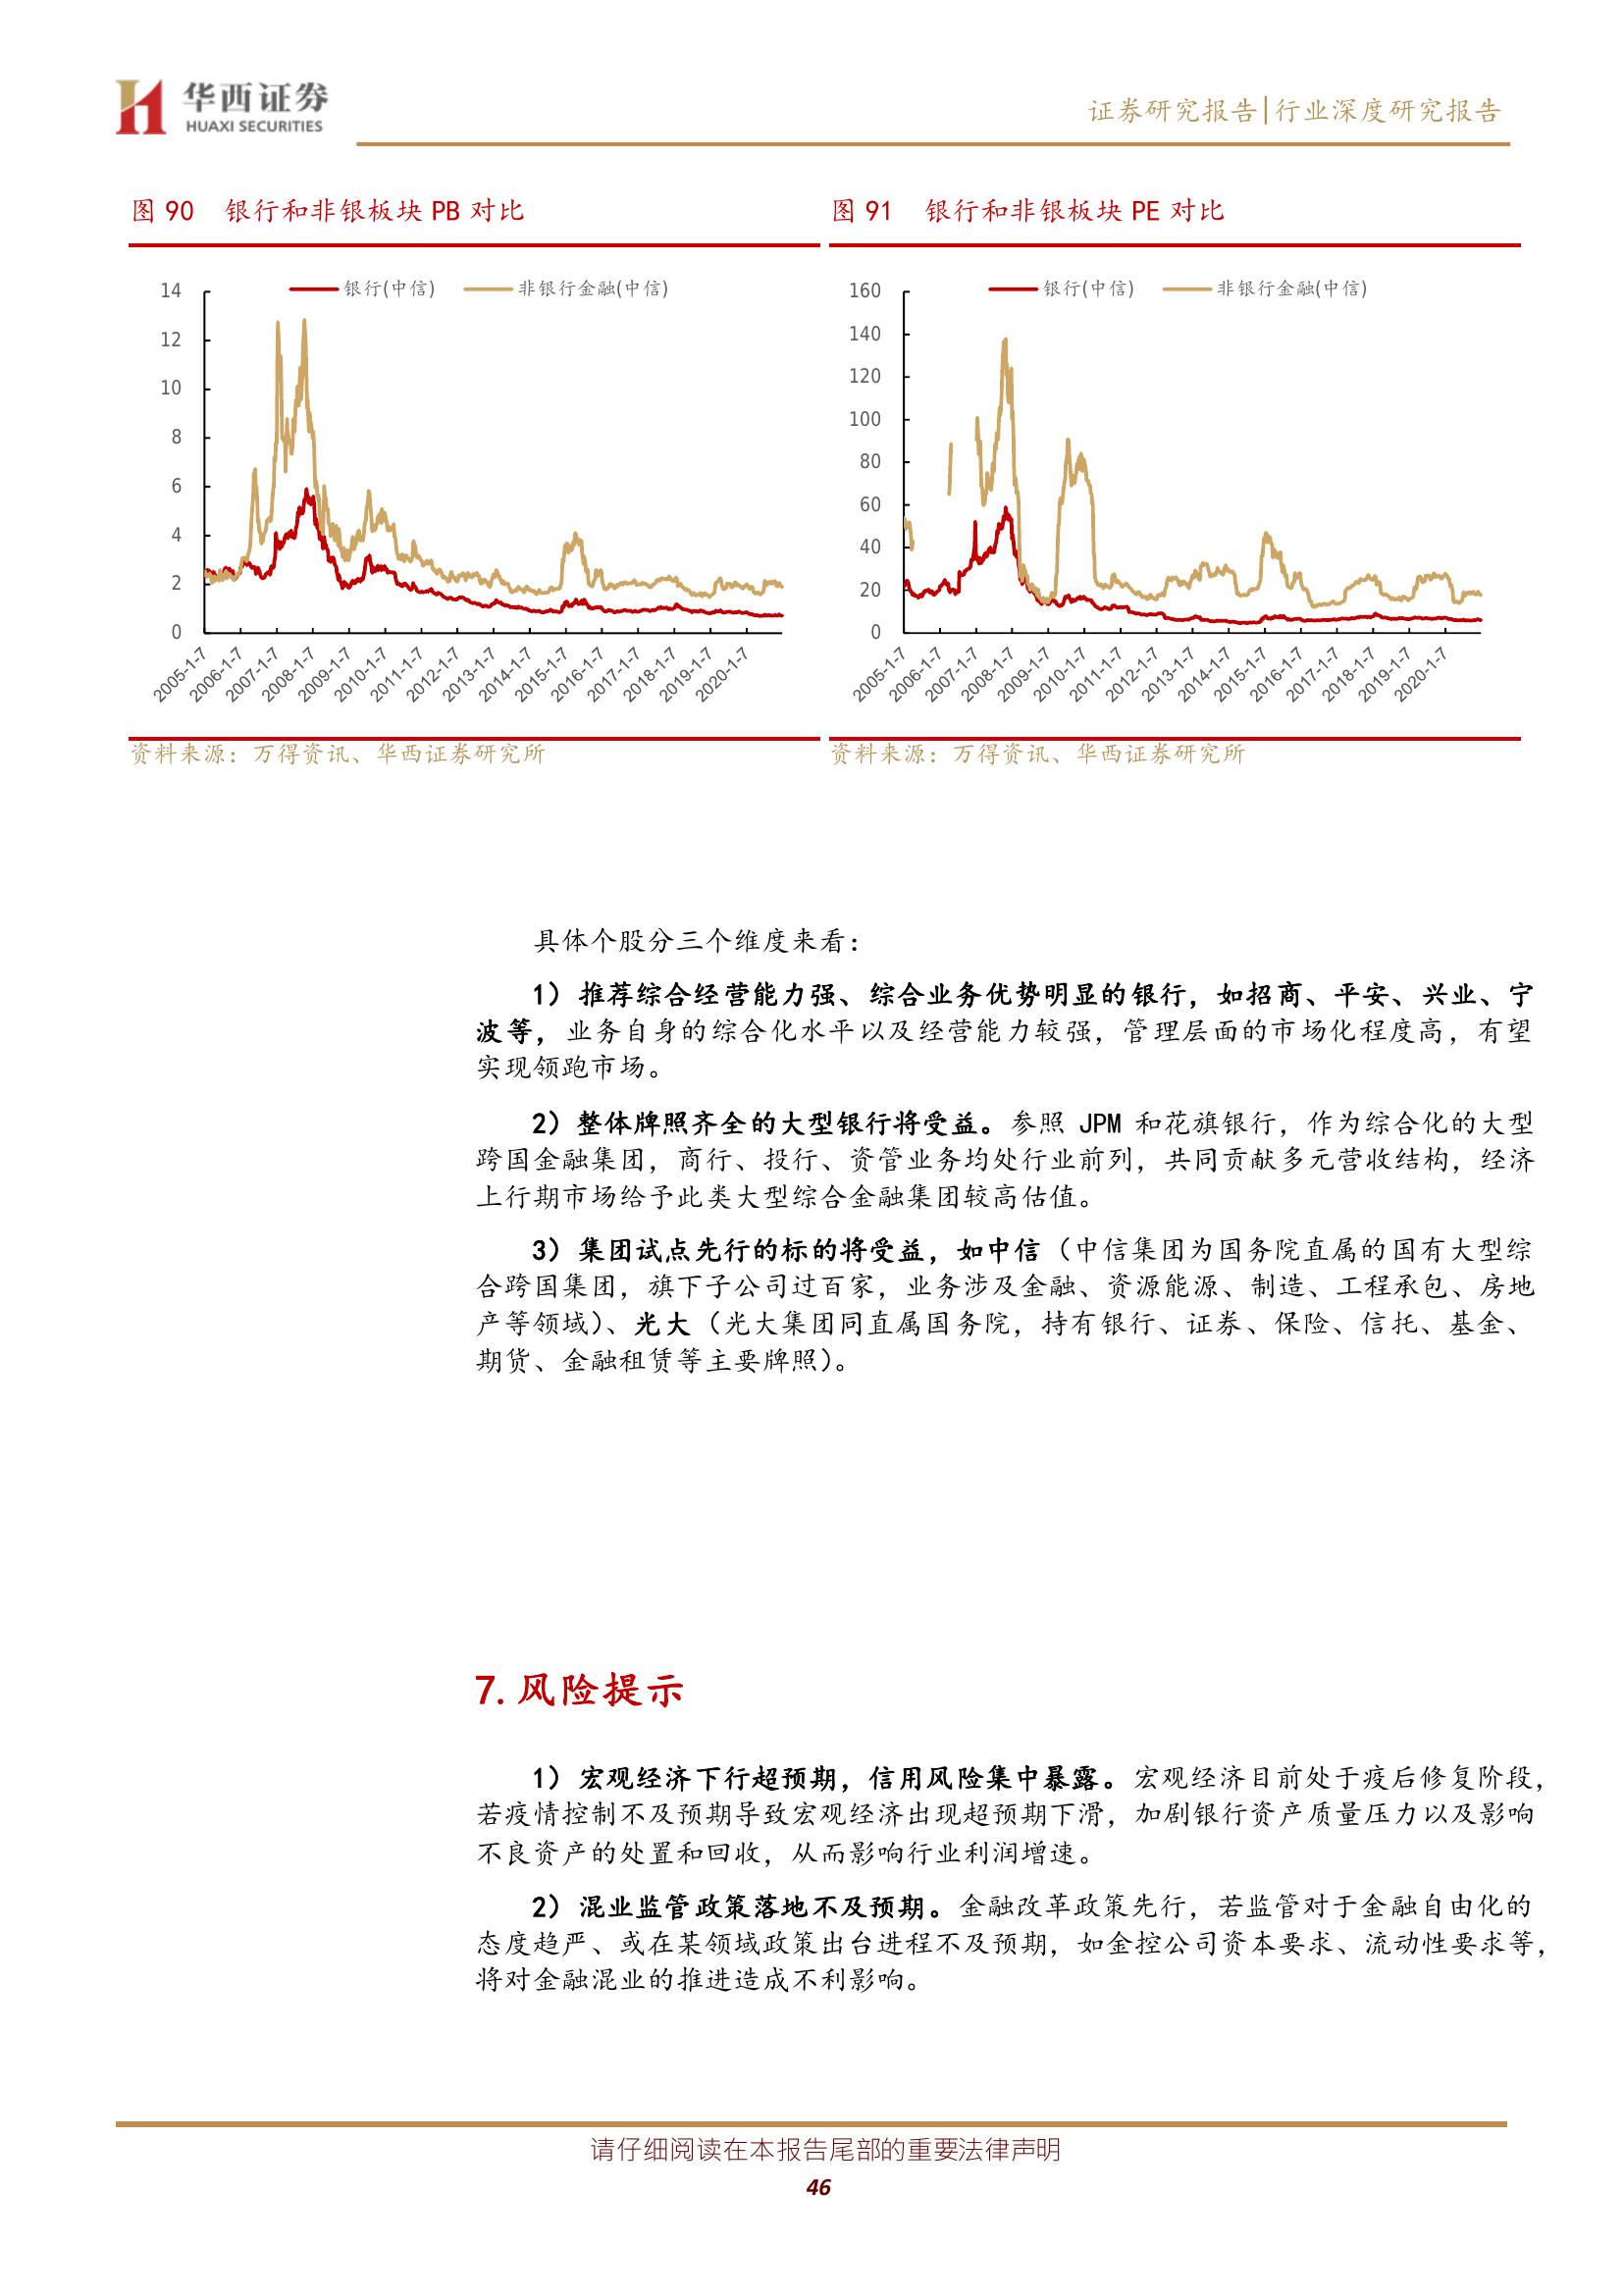 华西证券
HUAXI SECURITIES
证券研究报告|行业深度研究报告
图 90 银行和非银板块 PB 对比
银行(中信) 非银行金融(中信)
14
12
10
8
6
4
2
0
2005-1-7
2006-1-7
2007-1-7
2008-1-7
2009-1-7
2010-1-7
2011-1-7
2012-1-7
2013-1-7
2014-1-7
2015-1-7
2016-1-7
2017-1-7
2018-1-7
2019-1-7
2020-1-7
资料来源：万得资讯、华西证券研究所
图 91 银行和非银板块 PE 对比
银行(中信) 非银行金融(中信)
160
140
120
100
80
60
40
20
0
2005-1-7
2006-1-7
2007-1-7
2008-1-7
2009-1-7
2010-1-7
2011-1-7
2012-1-7
2013-1-7
2014-1-7
2015-1-7
2016-1-7
2017-1-7
2018-1-7
2019-1-7
2020-1-7
资料来源：万得资讯、华西证券研究所
具体个股分三个维度来看：
1）推荐综合经营能力强、综合业务优势明显的银行，如招商、平安、兴业、宁
波等，业务自身的综合化水平以及经营能力较强，管理层面的市场化程度高，有望
实现领跑市场。
2）整体牌照齐全的大型银行将受益。参照 JPM 和花旗银行，作为综合化的大型
跨国金融集团，商行、投行、资管业务均处行业前列，共同贡献多元营收结构，经济
上行期市场给予此类大型综合金融集团较高估值。
3）集团试点先行的标的将受益，如中信（中信集团为国务院直属的国有大型综
合跨国集团，旗下子公司过百家，业务涉及金融、资源能源、制造、工程承包、房地
产等领域）、光大（光大集团同直属国务院，持有银行、证券、保险、信托、基金、
期货、金融租赁等主要牌照）。
7. 风险提示
1）宏观经济下行超预期，信用风险集中暴露。宏观经济目前处于疫后修复阶段，
若疫情控制不及预期导致宏观经济出现超预期下滑，加剧银行资产质量压力以及影响
不良资产的处置和回收，从而影响行业利润增速。
2）混业监管政策落地不及预期。金融改革政策先行，若监管对于金融自由化的
态度趋严、或在某领域政策出台进程不及预期，如金控公司资本要求、流动性要求等，
将对金融混业的推进造成不利影响。
请仔细阅读在本报告尾部的重要法律声明
46